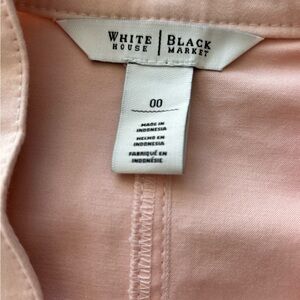 WHITE HOUSE | BLACK MARKET
00
MADE IN
INDONESIA
HECHO EN
INDONESIA
FABRIQUÉ EN
INDONÉSIE